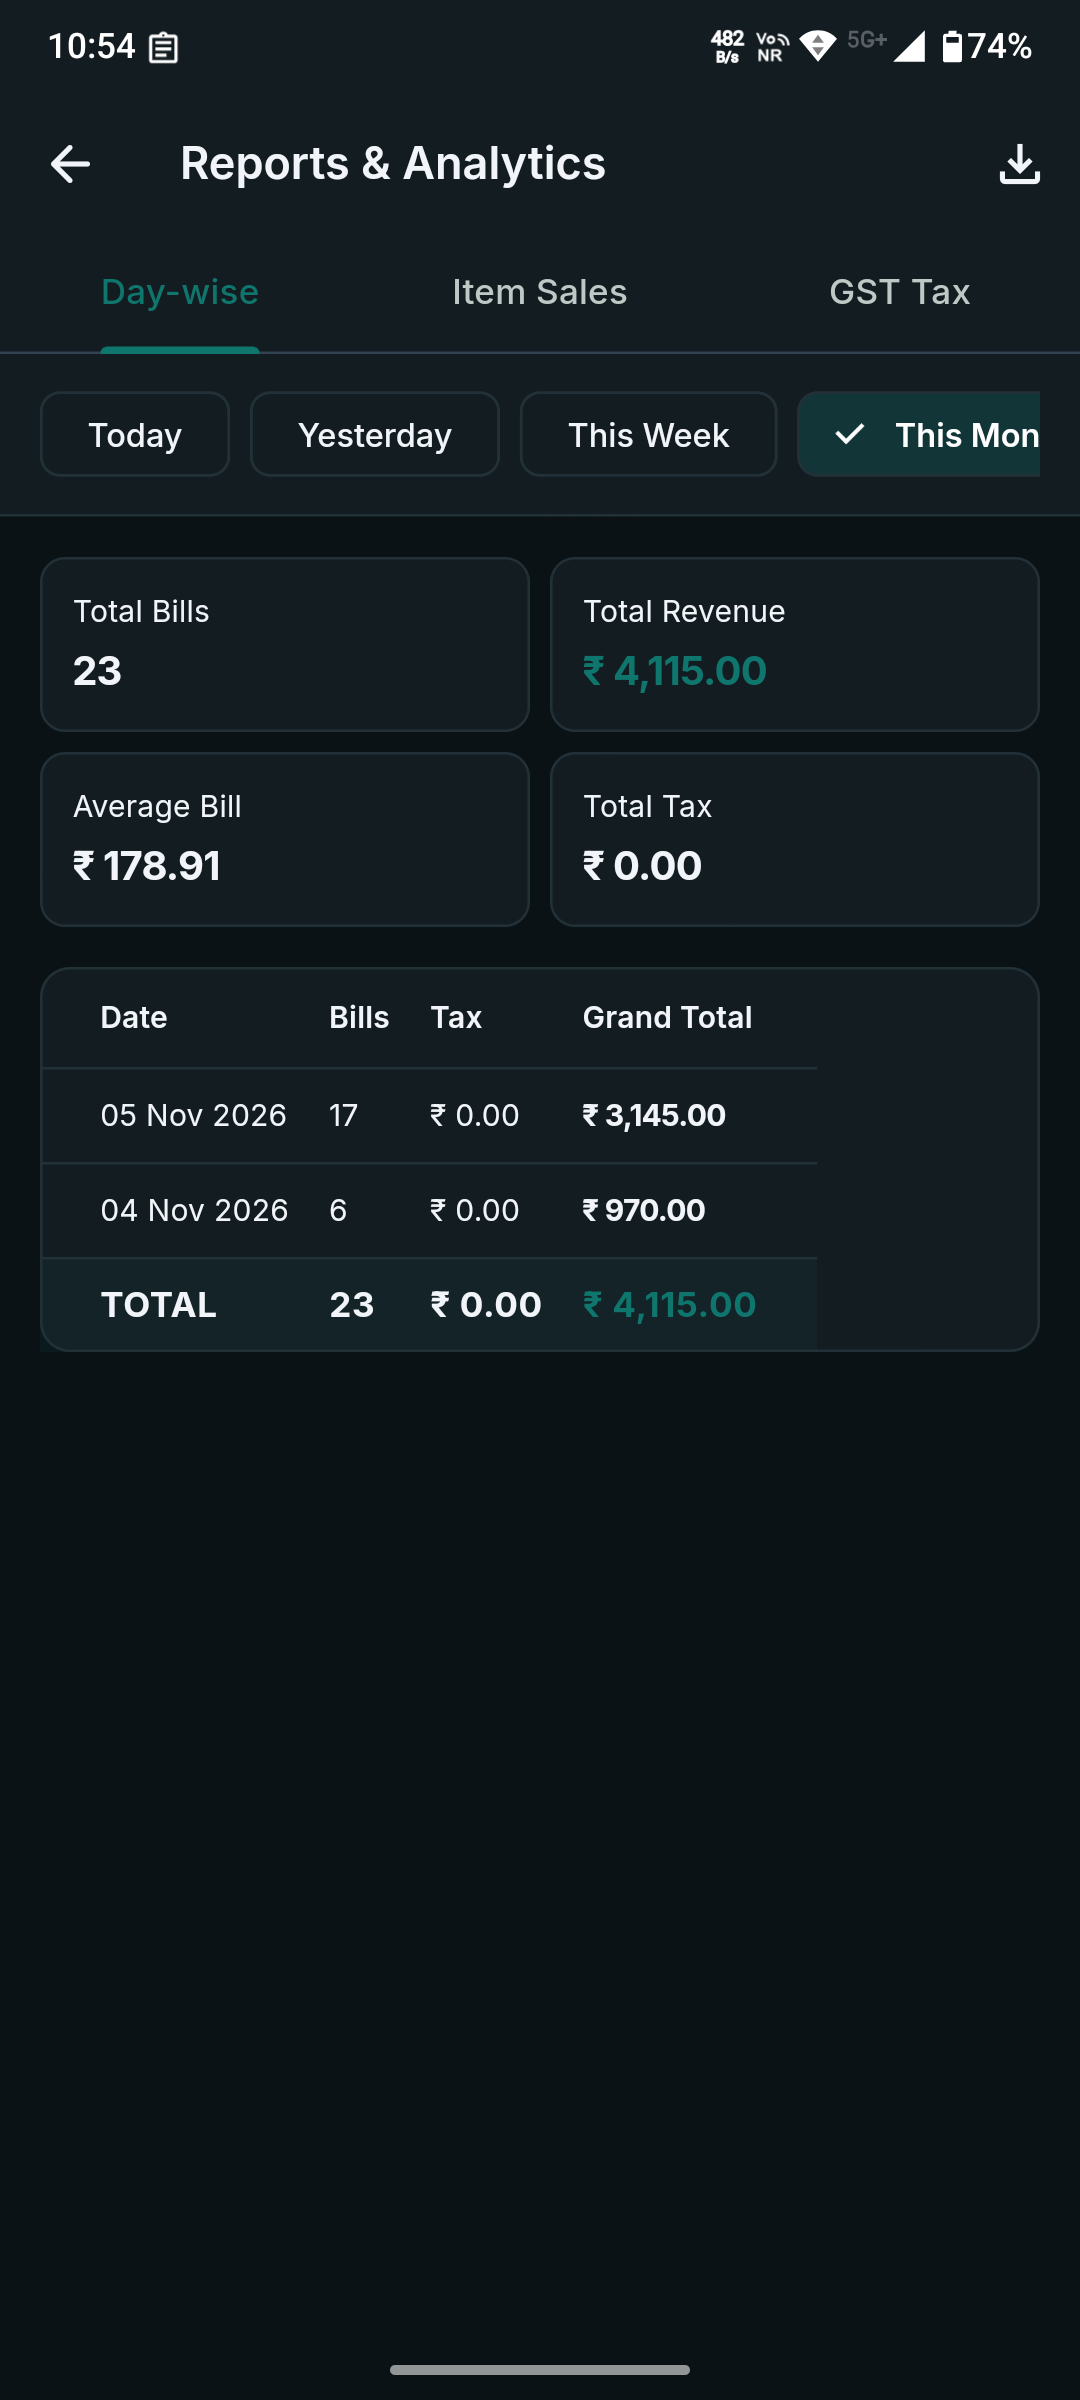 10:54 482 B/s Vo NR 5G+ 74%
Reports & Analytics
Day-wise Item Sales GST Tax
Today Yesterday This Week This Mon
Total Bills Total Revenue
23 ₹ 4,115.00
Average Bill Total Tax
₹ 178.91 ₹ 0.00
Date Bills Tax Grand Total
05 Nov 2026 17 ₹ 0.00 ₹ 3,145.00
04 Nov 2026 6 ₹ 0.00 ₹ 970.00
TOTAL 23 ₹ 0.00 ₹ 4,115.00